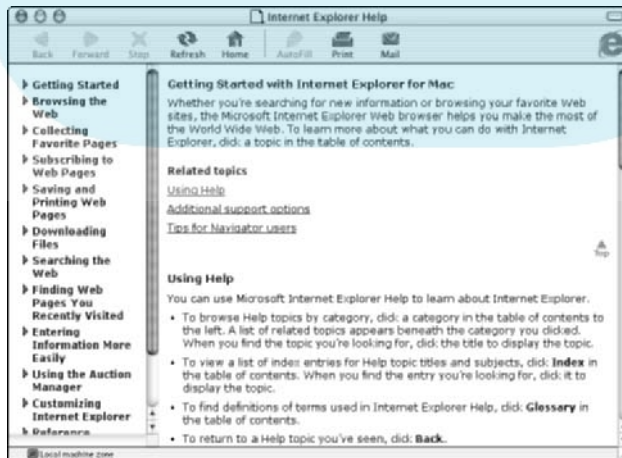 Internet Explorer Help
Back Forward Stop Refresh Home AutoFill Print Mail
Getting Started
Browsing the
Web
Collecting
Favorite Pages
Subscribing to
Web Pages
Saving and
Printing Web
Pages
Downloading
Files
Searching the
Web
Finding Web
Pages You
Recently Visited
Entering
Information More
Easily
Using the Auction
Manager
Customizing
Internet Explorer
Reference
Getting Started with Internet Explorer for Mac
Whether you're searching for new information or browsing your favorite Web
sites, the Microsoft Internet Explorer Web browser helps you make the most of
the World Wide Web. To learn more about what you can do with Internet
Explorer, click a topic in the table of contents.
Related topics
Using Help
Additional support options
Tips for Navigator users
Top
Using Help
You can use Microsoft Internet Explorer Help to learn about Internet Explorer.
• To browse Help topics by category, click a category in the table of contents to
the left. A list of related topics appears beneath the category you clicked.
When you find the topic you're looking for, click the title to display the topic.
• To view a list of index entries for Help topic titles and subjects, click Index in
the table of contents. When you find the entry you're looking for, click it to
display the topic.
• To find definitions of terms used in Internet Explorer Help, click Glossary in
the table of contents.
• To return to a Help topic you've seen, click Back.
Local machine zone